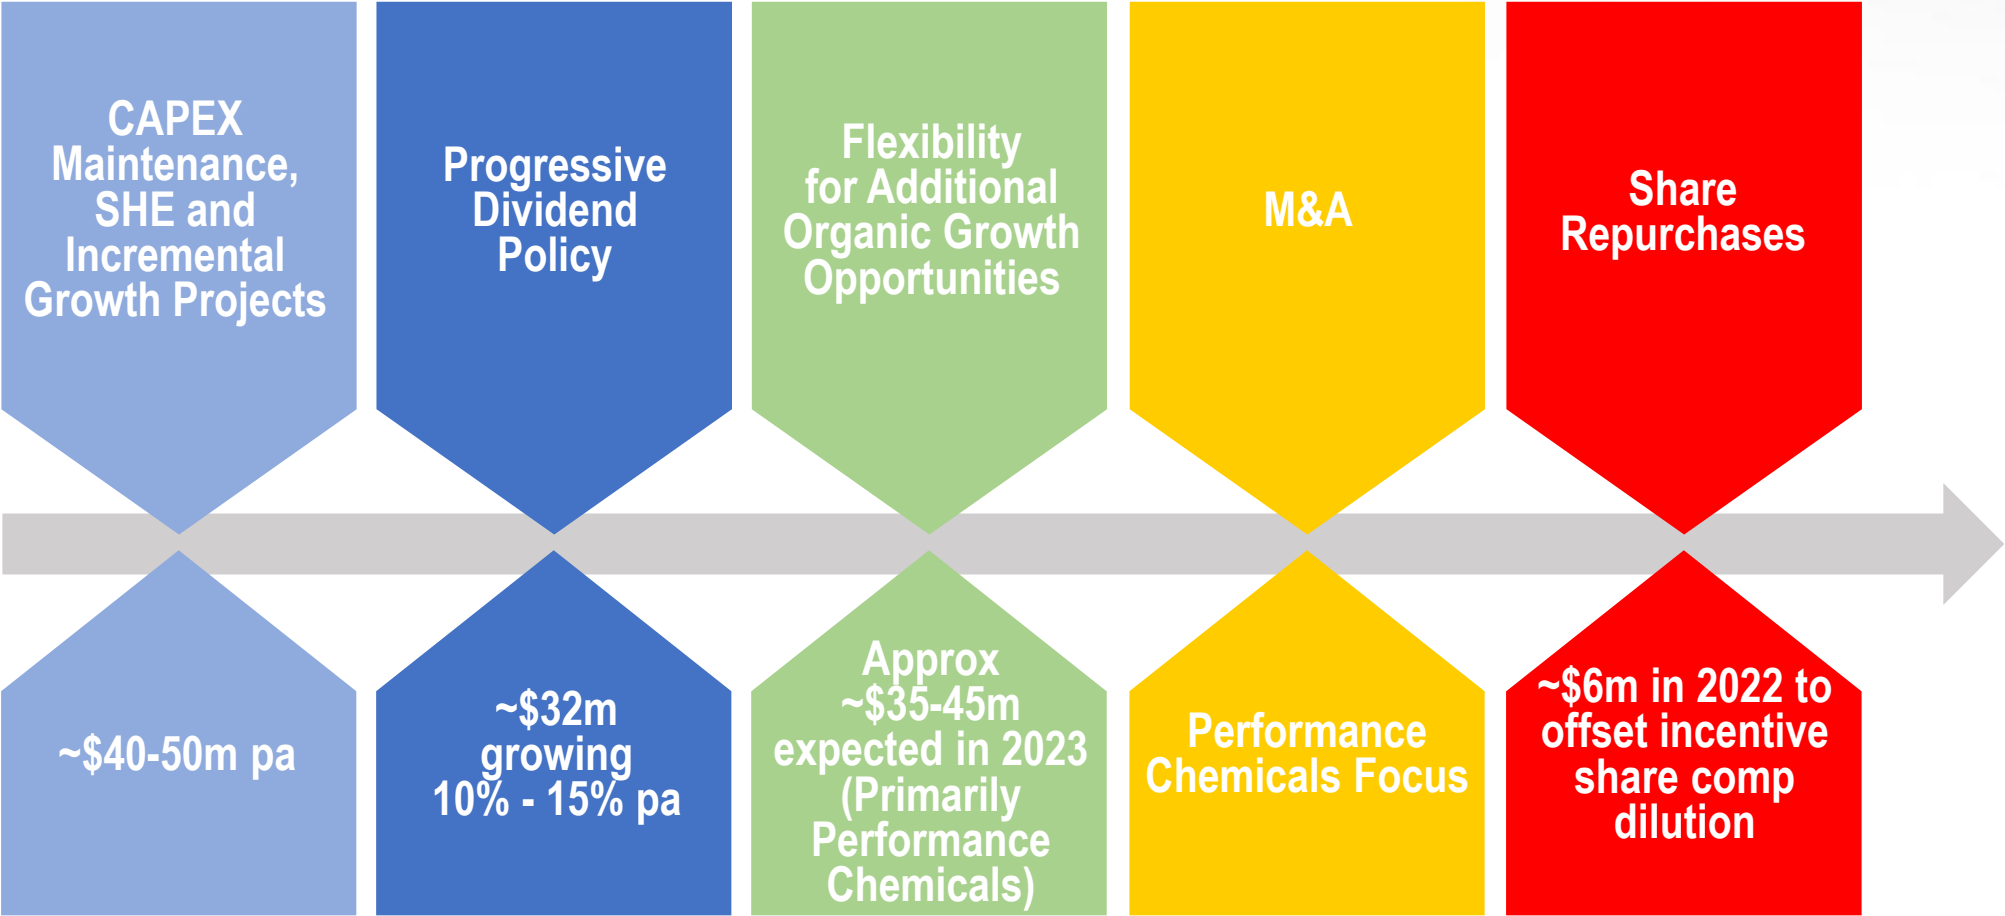 CAPEX
Maintenance,
SHE and
Incremental
Growth Projects
Progressive
Dividend
Policy
Flexibility
for Additional
Organic Growth
Opportunities
M&A
Share
Repurchases
~$40-50m pa
~$32m
growing
10% - 15% pa
Approx
~$35-45m
expected in 2023
(Primarily
Performance
Chemicals)
Performance
Chemicals Focus
~$6m in 2022 to
offset incentive
share comp
dilution